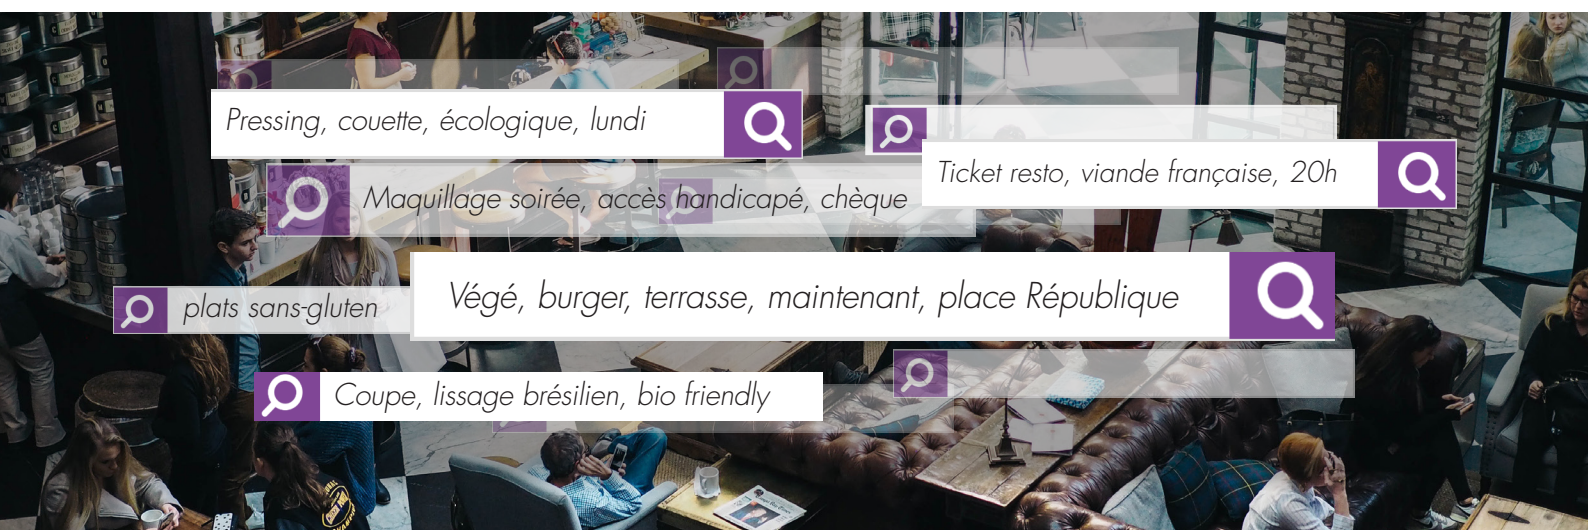 Pressing, couette, écologique, lundi
Ticket resto, viande française, 20h
Maquillage soirée, accès handicapé, chèque
Végé, burger, terrasse, maintenant, place République
plats sans-gluten
Coupe, lissage brésilien, bio friendly